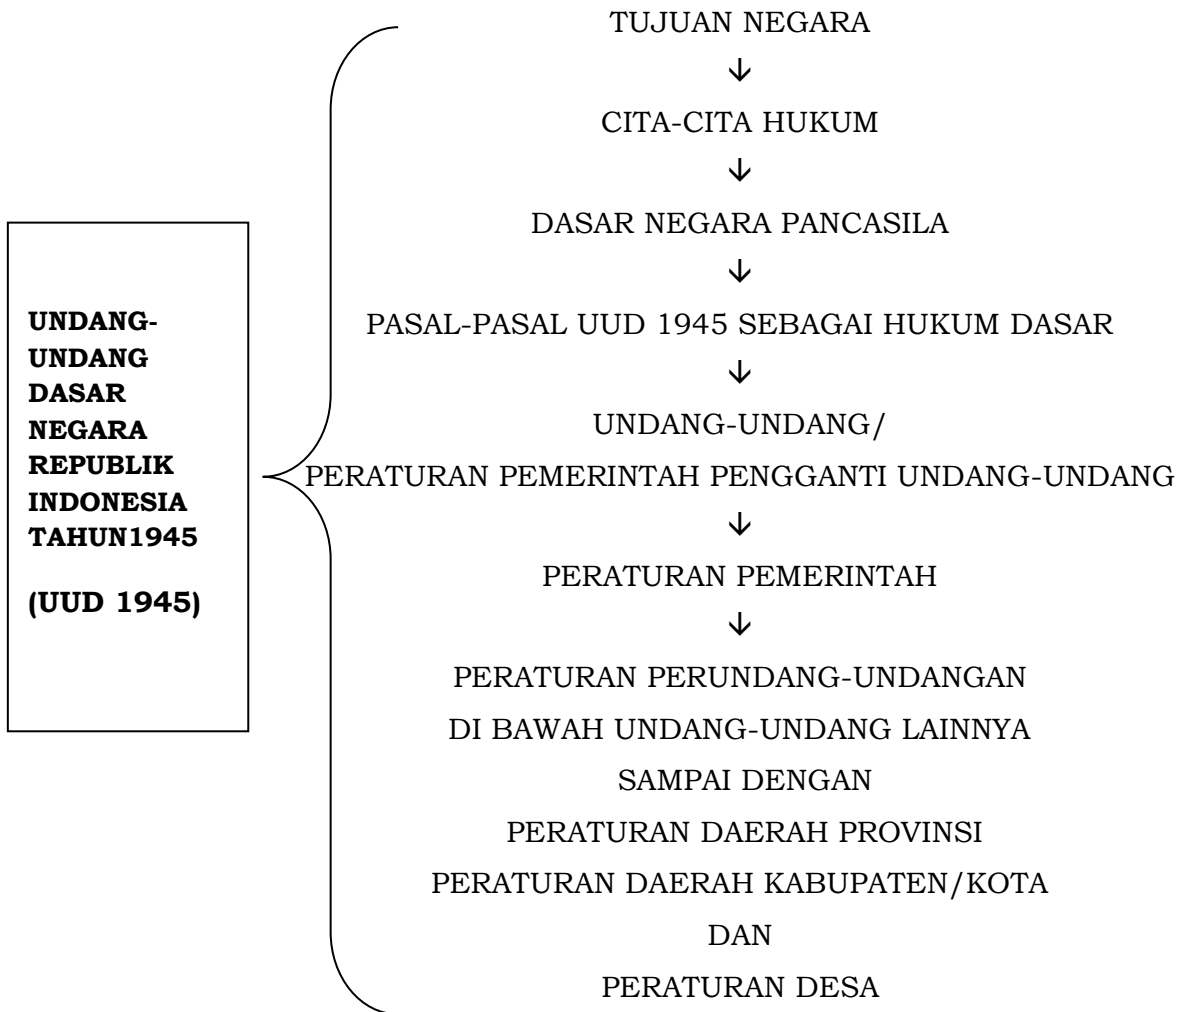 UNDANG-
UNDANG
DASAR
NEGARA
REPUBLIK
INDONESIA
TAHUN1945
(UUD 1945)
TUJUAN NEGARA
↓
CITA-CITA HUKUM
↓
DASAR NEGARA PANCASILA
↓
PASAL-PASAL UUD 1945 SEBAGAI HUKUM DASAR
↓
UNDANG-UNDANG/
PERATURAN PEMERINTAH PENGGANTI UNDANG-UNDANG
↓
PERATURAN PEMERINTAH
↓
PERATURAN PERUNDANG-UNDANGAN
DI BAWAH UNDANG-UNDANG LAINNYA
SAMPAI DENGAN
PERATURAN DAERAH PROVINSI
PERATURAN DAERAH KABUPATEN/KOTA
DAN
PERATURAN DESA